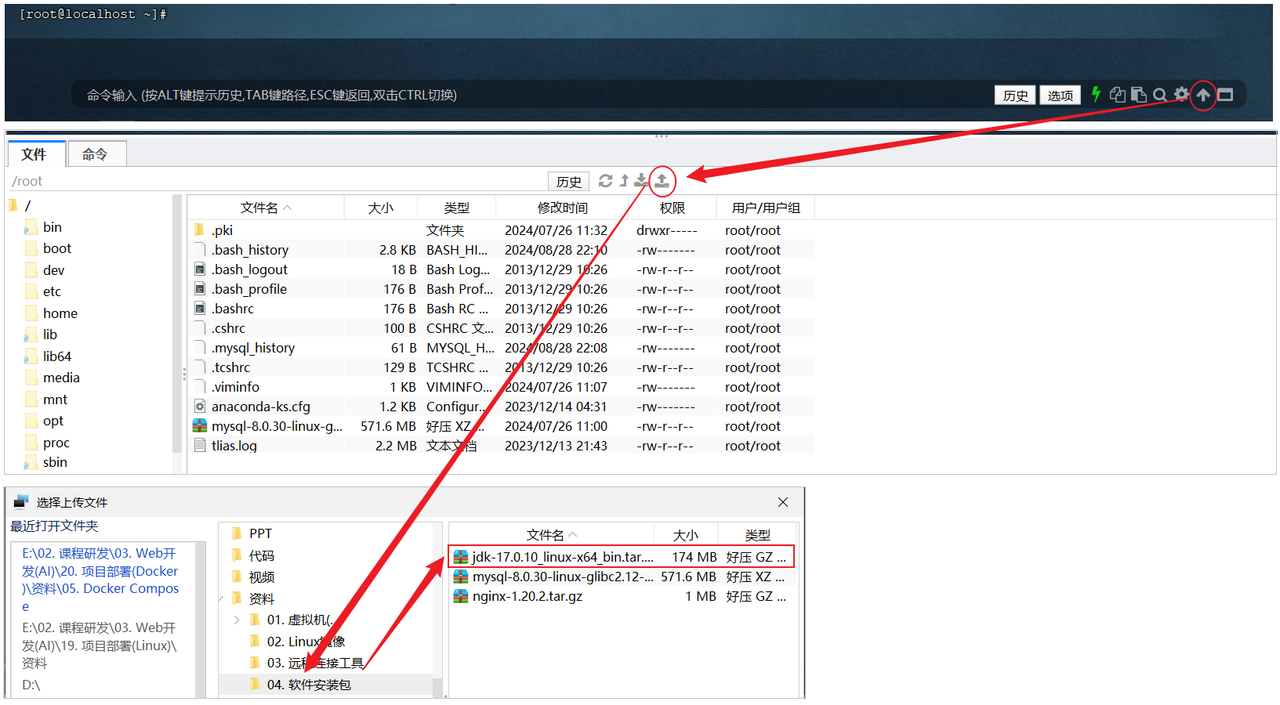 [root@localhost ~]#
命令输入 (按ALT键提示历史,TAB键路径,ESC键返回,双击CTRL切换)
历史 选项
文件 命令
/root 历史
/
bin
boot
dev
etc
home
lib
lib64
media
mnt
opt
proc
sbin
文件名 大小 类型 修改时间 权限 用户/用户组
.pki 文件夹 2024/07/26 11:32 drwxr----- root/root
.bash_history 2.8 KB BASH_HI... 2024/08/28 22:10 -rw------- root/root
.bash_logout 18 B Bash Log... 2013/12/29 10:26 -rw-r--r-- root/root
.bash_profile 176 B Bash Prof... 2013/12/29 10:26 -rw-r--r-- root/root
.bashrc 176 B Bash RC ... 2013/12/29 10:26 -rw-r--r-- root/root
.cshrc 100 B CSHRC 文... 2013/12/29 10:26 -rw-r--r-- root/root
.mysql_history 61 B MYSQL_H... 2024/08/28 22:08 -rw------- root/root
.tcshrc 129 B TCSHRC ... 2013/12/29 10:26 -rw-r--r-- root/root
.viminfo 1 KB VIMINFO... 2024/07/26 11:07 -rw------- root/root
anaconda-ks.cfg 1.2 KB Configur... 2023/12/14 04:31 -rw------- root/root
mysql-8.0.30-linux-g... 571.6 MB 好压 XZ ... 2024/07/26 11:00 -rw-r--r-- root/root
tlias.log 2.2 MB 文本文档 2023/12/13 21:43 -rw-r--r-- root/root
选择上传文件
最近打开文件夹
E:\02. 课程研发\03. Web开
发(AI)\20. 项目部署(Docker
)\资料\05. Docker Compos
e
E:\02. 课程研发\03. Web开
发(AI)\19. 项目部署(Linux)\
资料
D:\
PPT
代码
视频
资料
01. 虚拟机(...
02. Linux镜像
03. 远程连接工具
04. 软件安装包
文件名 大小 类型
jdk-17.0.10_linux-x64_bin.tar.... 174 MB 好压 GZ ...
mysql-8.0.30-linux-glibc2.12-... 571.6 MB 好压 XZ ...
nginx-1.20.2.tar.gz 1 MB 好压 GZ ...